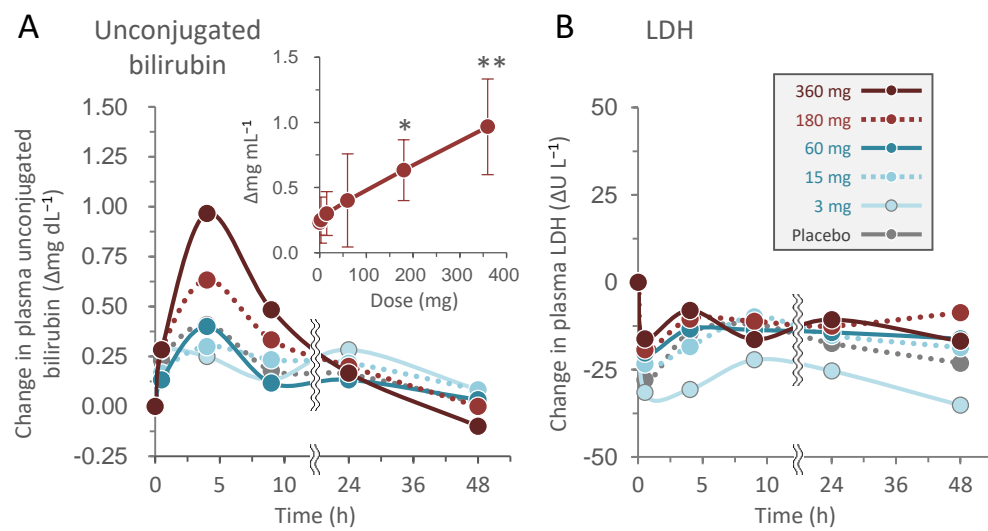 A
Unconjugated
bilirubin
Change in plasma unconjugated
bilirubin (Δmg dL⁻¹)
1.50
1.25
1.00
0.75
0.50
0.25
0.00
-0.25
0 5 10 24 36 48
Time (h)
Δmg mL⁻¹
1.5
1.0
0.5
0.0
* **
0 100 200 300 400
Dose (mg)
B
LDH
Change in plasma LDH (ΔU L⁻¹)
50
25
0
-25
-50
0 5 10 24 36 48
Time (h)
360 mg
180 mg
60 mg
15 mg
3 mg
Placebo